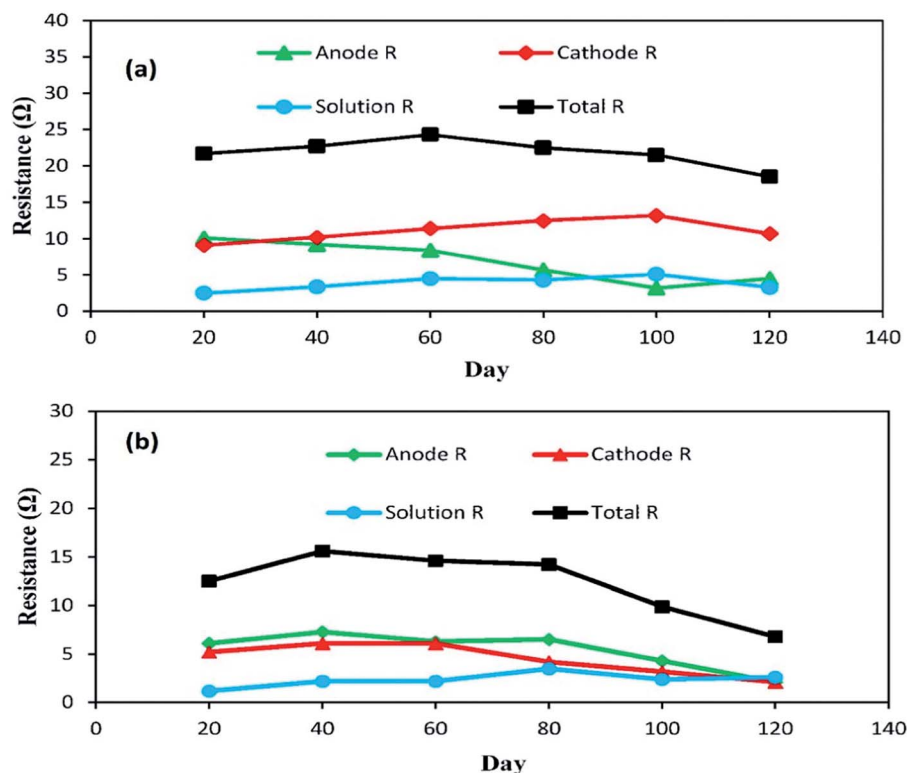 40
35
30
25
20
15
10
5
0
Resistance (Ω)
(a)
Anode R
Cathode R
Solution R
Total R
0 20 40 60 80 100 120 140
Day
30
25
20
15
10
5
0
Resistance (Ω)
(b)
Anode R
Cathode R
Solution R
Total R
0 20 40 60 80 100 120 140
Day